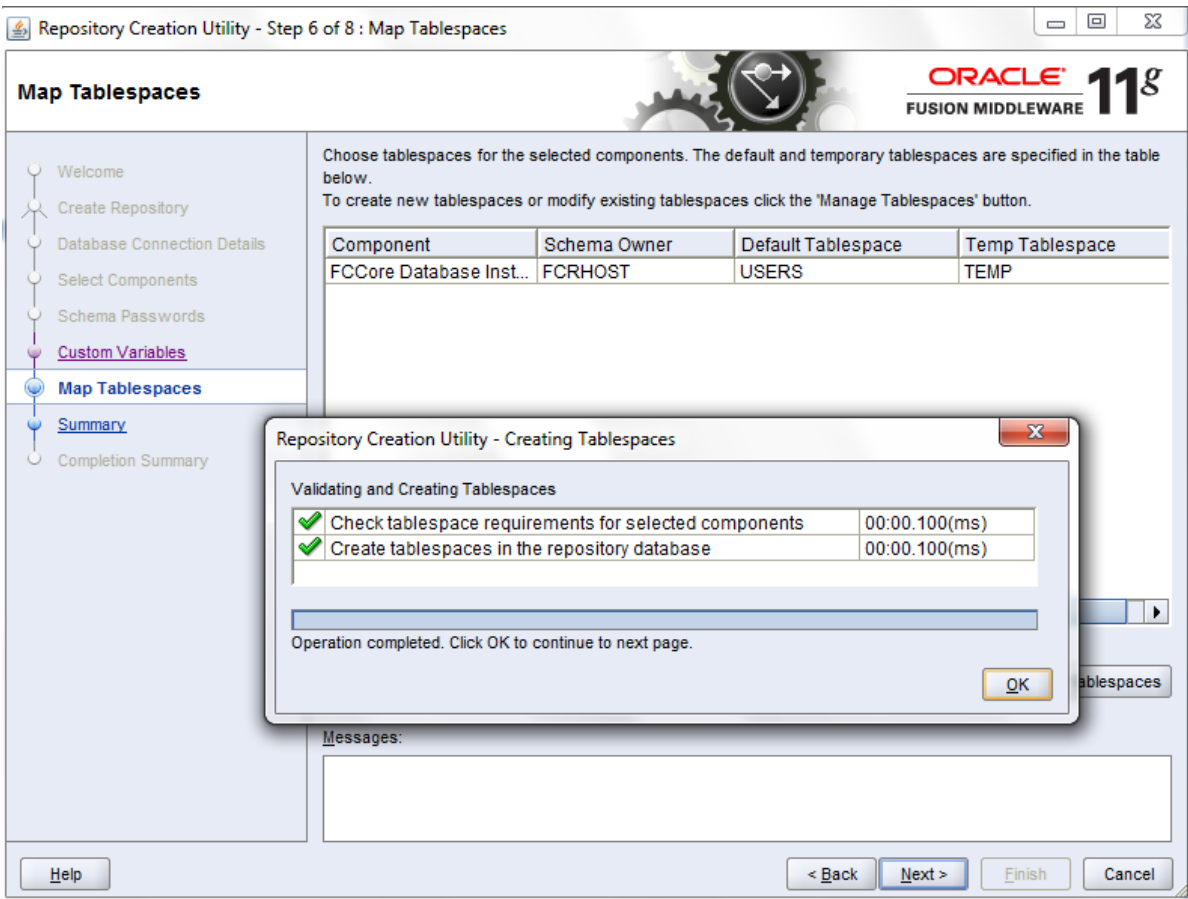 Repository Creation Utility - Step 6 of 8 : Map Tablespaces
Map Tablespaces
ORACLE
FUSION MIDDLEWARE
11g
Welcome
Create Repository
Database Connection Details
Select Components
Schema Passwords
Custom Variables
Map Tablespaces
Summary
Completion Summary
Choose tablespaces for the selected components. The default and temporary tablespaces are specified in the table
below.
To create new tablespaces or modify existing tablespaces click the 'Manage Tablespaces' button.
Component Schema Owner Default Tablespace Temp Tablespace
FCCore Database Inst... FCRHOST USERS TEMP
Repository Creation Utility - Creating Tablespaces
Validating and Creating Tablespaces
Check tablespace requirements for selected components 00:00.100(ms)
Create tablespaces in the repository database 00:00.100(ms)
Operation completed. Click OK to continue to next page.
OK
ablespaces
Messages:
Help
< Back Next > Finish Cancel